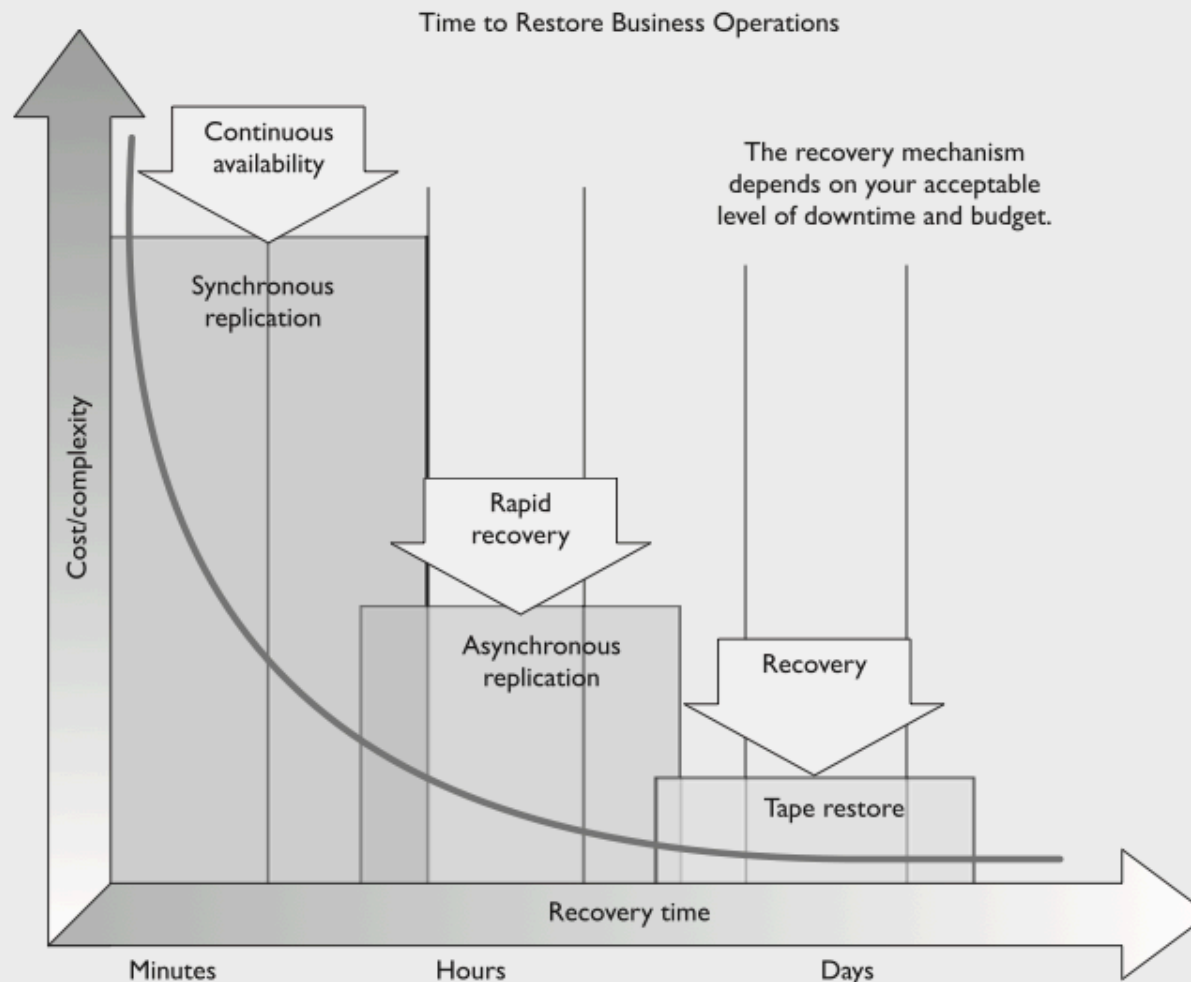 Time to Restore Business Operations
Continuous
availability
The recovery mechanism
depends on your acceptable
level of downtime and budget.
Synchronous
replication
Cost/complexity
Rapid
recovery
Asynchronous
replication
Recovery
Tape restore
Recovery time
Minutes
Hours
Days